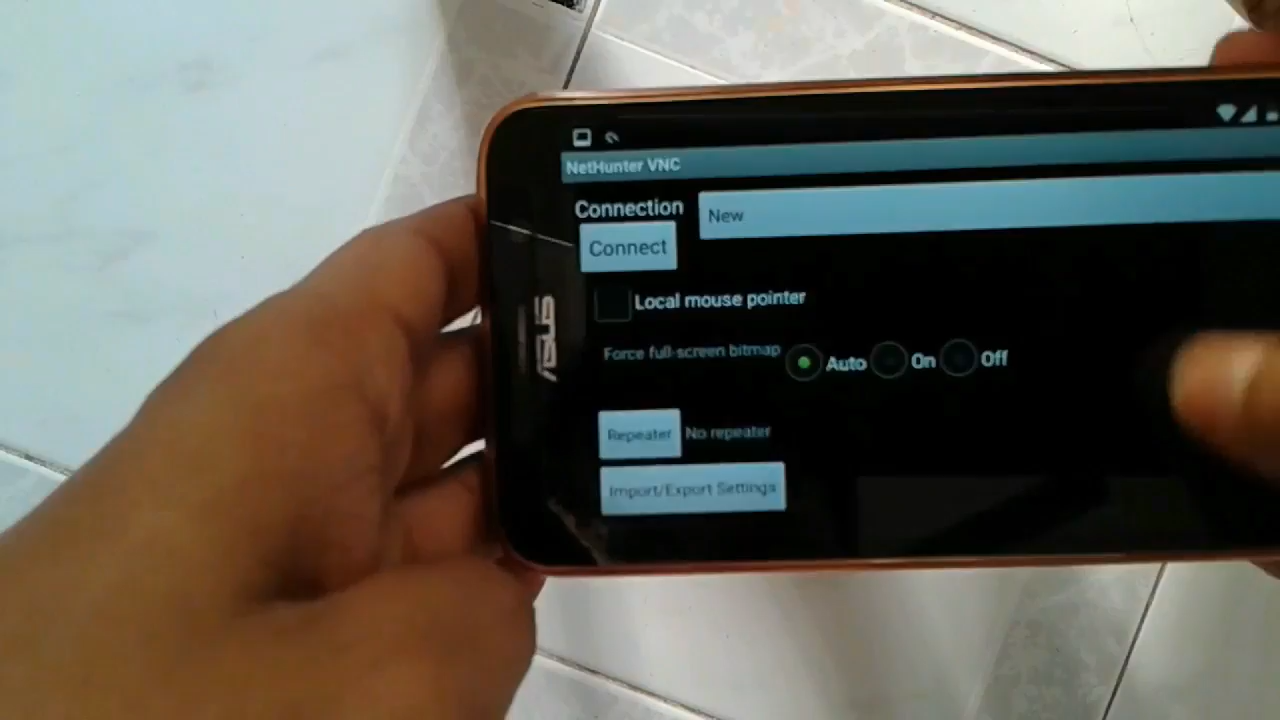 NetHunter VNC
Connection
New
Connect
Local mouse pointer
Force full-screen bitmap
Auto
On
Off
Repeater
No repeater
Import/Export Settings
ASUS